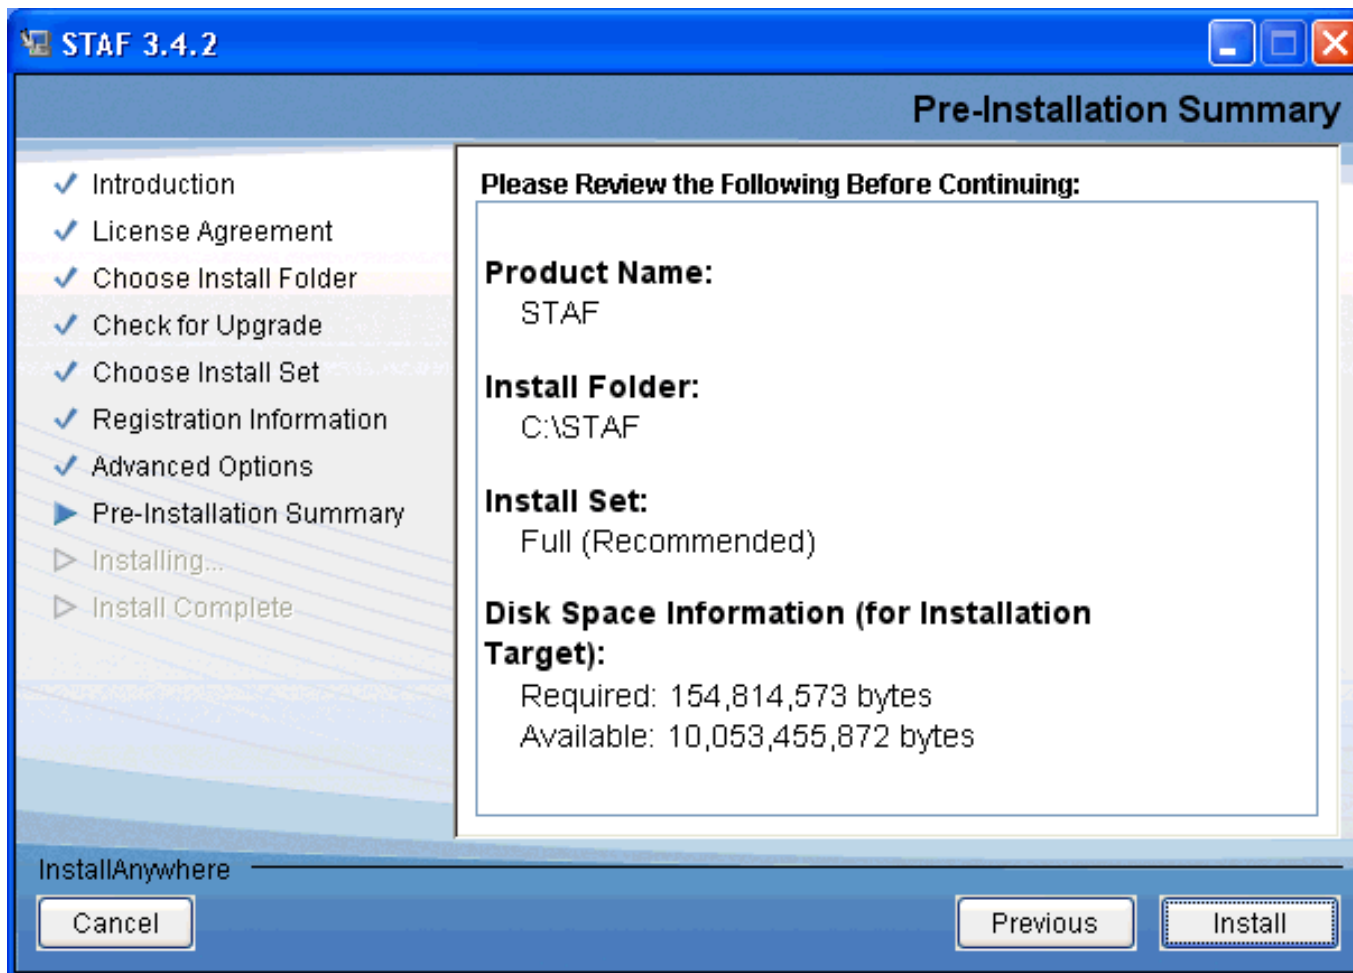 STAF 3.4.2
Pre-Installation Summary
Introduction
License Agreement
Choose Install Folder
Check for Upgrade
Choose Install Set
Registration Information
Advanced Options
Pre-Installation Summary
Installing...
Install Complete
Please Review the Following Before Continuing:
Product Name:
STAF
Install Folder:
C:\STAF
Install Set:
Full (Recommended)
Disk Space Information (for Installation
Target):
Required: 154,814,573 bytes
Available: 10,053,455,872 bytes
InstallAnywhere
Cancel
Previous
Install